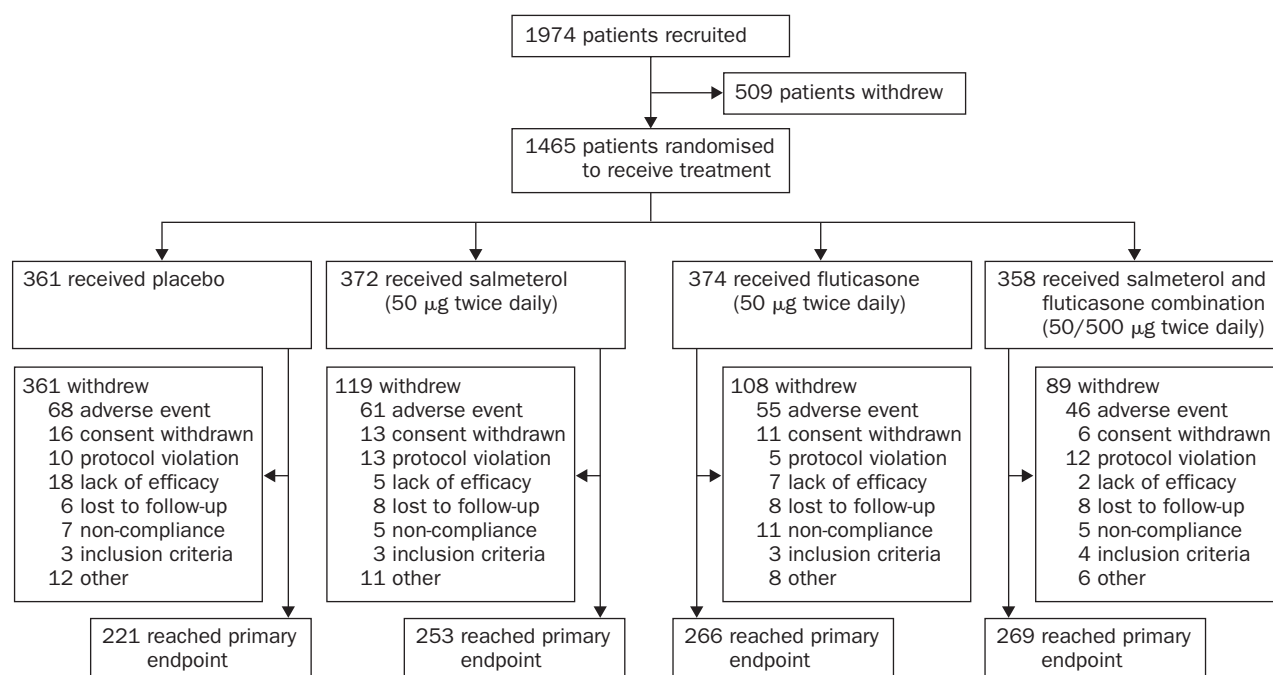 1974 patients recruited
509 patients withdrew
1465 patients randomised
to receive treatment
361 received placebo
372 received salmeterol
(50 μg twice daily)
374 received fluticasone
(50 μg twice daily)
358 received salmeterol and
fluticasone combination
(50/500 μg twice daily)
361 withdrew
68 adverse event
16 consent withdrawn
10 protocol violation
18 lack of efficacy
6 lost to follow-up
7 non-compliance
3 inclusion criteria
12 other
119 withdrew
61 adverse event
13 consent withdrawn
13 protocol violation
5 lack of efficacy
8 lost to follow-up
5 non-compliance
3 inclusion criteria
11 other
108 withdrew
55 adverse event
11 consent withdrawn
5 protocol violation
7 lack of efficacy
8 lost to follow-up
11 non-compliance
3 inclusion criteria
8 other
89 withdrew
46 adverse event
6 consent withdrawn
12 protocol violation
2 lack of efficacy
8 lost to follow-up
5 non-compliance
4 inclusion criteria
6 other
221 reached primary
endpoint
253 reached primary
endpoint
266 reached primary
endpoint
269 reached primary
endpoint